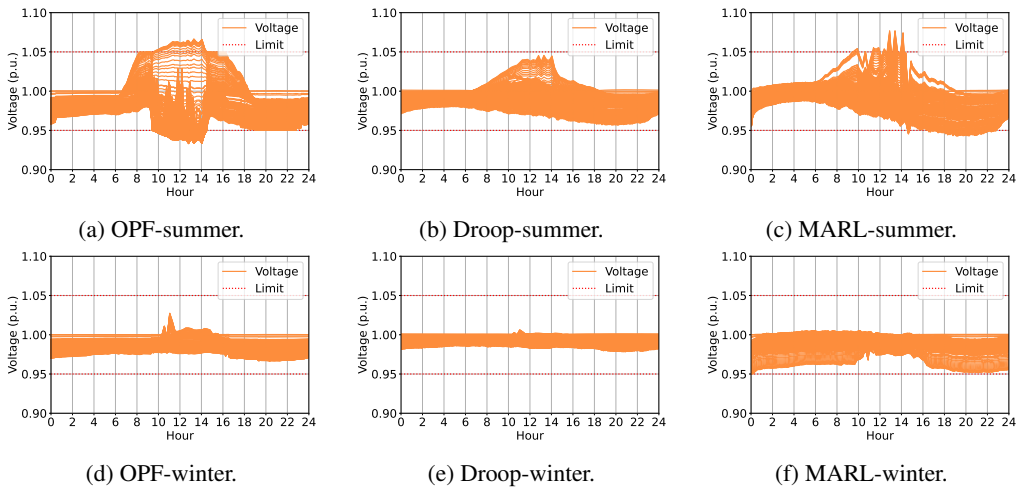 1.10
1.05
1.00
0.95
0.90
Voltage (p.u.)
Voltage
Limit
0 2 4 6 8 10 12 14 16 18 20 22 24
Hour
(a) OPF-summer.
1.10
1.05
1.00
0.95
0.90
Voltage (p.u.)
Voltage
Limit
0 2 4 6 8 10 12 14 16 18 20 22 24
Hour
(b) Droop-summer.
1.10
1.05
1.00
0.95
0.90
Voltage (p.u.)
Voltage
Limit
0 2 4 6 8 10 12 14 16 18 20 22 24
Hour
(c) MARL-summer.
1.10
1.05
1.00
0.95
0.90
Voltage (p.u.)
Voltage
Limit
0 2 4 6 8 10 12 14 16 18 20 22 24
Hour
(d) OPF-winter.
1.10
1.05
1.00
0.95
0.90
Voltage (p.u.)
Voltage
Limit
0 2 4 6 8 10 12 14 16 18 20 22 24
Hour
(e) Droop-winter.
1.10
1.05
1.00
0.95
0.90
Voltage (p.u.)
Voltage
Limit
0 2 4 6 8 10 12 14 16 18 20 22 24
Hour
(f) MARL-winter.